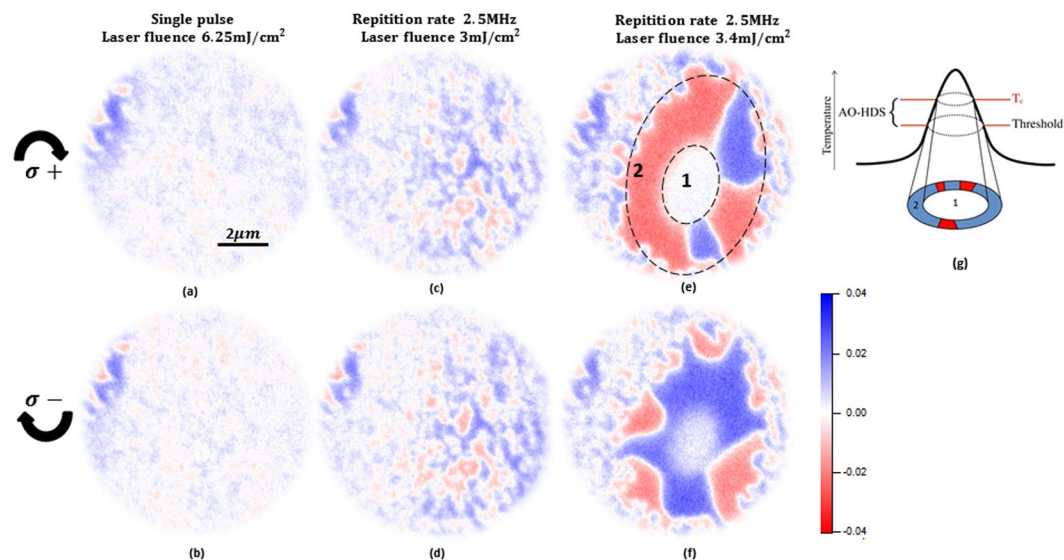 Single pulse
Laser fluence 6.25mJ/cm²
Repitition rate 2.5MHz
Laser fluence 3mJ/cm²
Repitition rate 2.5MHz
Laser fluence 3.4mJ/cm²
σ +
2μm
2
1
(a)
(c)
(e)
Temperature
AO-HDS
T꜀
Threshold
2
1
(g)
σ −
0.04
0.02
0.00
-0.02
-0.04
(b)
(d)
(f)